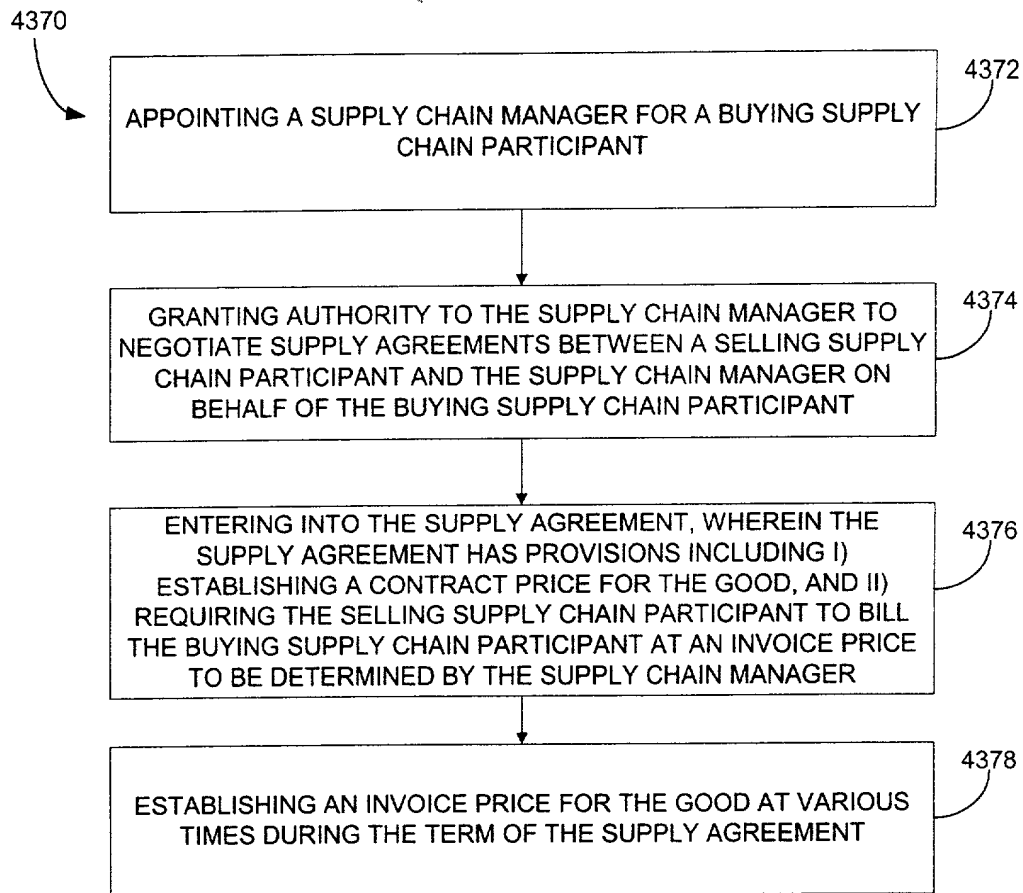 4370
4372
APPOINTING A SUPPLY CHAIN MANAGER FOR A BUYING SUPPLY
CHAIN PARTICIPANT
4374
GRANTING AUTHORITY TO THE SUPPLY CHAIN MANAGER TO
NEGOTIATE SUPPLY AGREEMENTS BETWEEN A SELLING SUPPLY
CHAIN PARTICIPANT AND THE SUPPLY CHAIN MANAGER ON
BEHALF OF THE BUYING SUPPLY CHAIN PARTICIPANT
4376
ENTERING INTO THE SUPPLY AGREEMENT, WHEREIN THE
SUPPLY AGREEMENT HAS PROVISIONS INCLUDING I)
ESTABLISHING A CONTRACT PRICE FOR THE GOOD, AND II)
REQUIRING THE SELLING SUPPLY CHAIN PARTICIPANT TO BILL
THE BUYING SUPPLY CHAIN PARTICIPANT AT AN INVOICE PRICE
TO BE DETERMINED BY THE SUPPLY CHAIN MANAGER
4378
ESTABLISHING AN INVOICE PRICE FOR THE GOOD AT VARIOUS
TIMES DURING THE TERM OF THE SUPPLY AGREEMENT